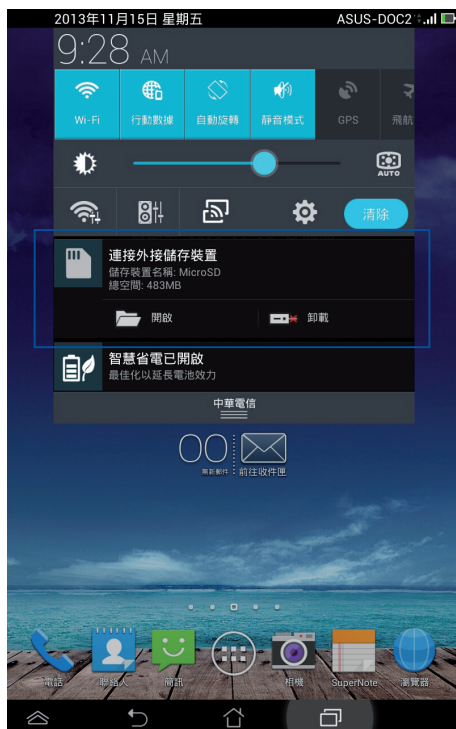 2013年11月15日 星期五 ASUS-DOC2
9:28 AM
Wi-Fi 行動數據 自動旋轉 靜音模式 GPS 飛航
AUTO
清除
連接外接儲存裝置
儲存裝置名稱: MicroSD
總空間: 483MB
開啟 卸載
智慧省電已開啟
最佳化以延長電池效力
中華電信
00
無新郵件 前往收件匣
電話 聯絡人 簡訊 相機 SuperNote 瀏覽器